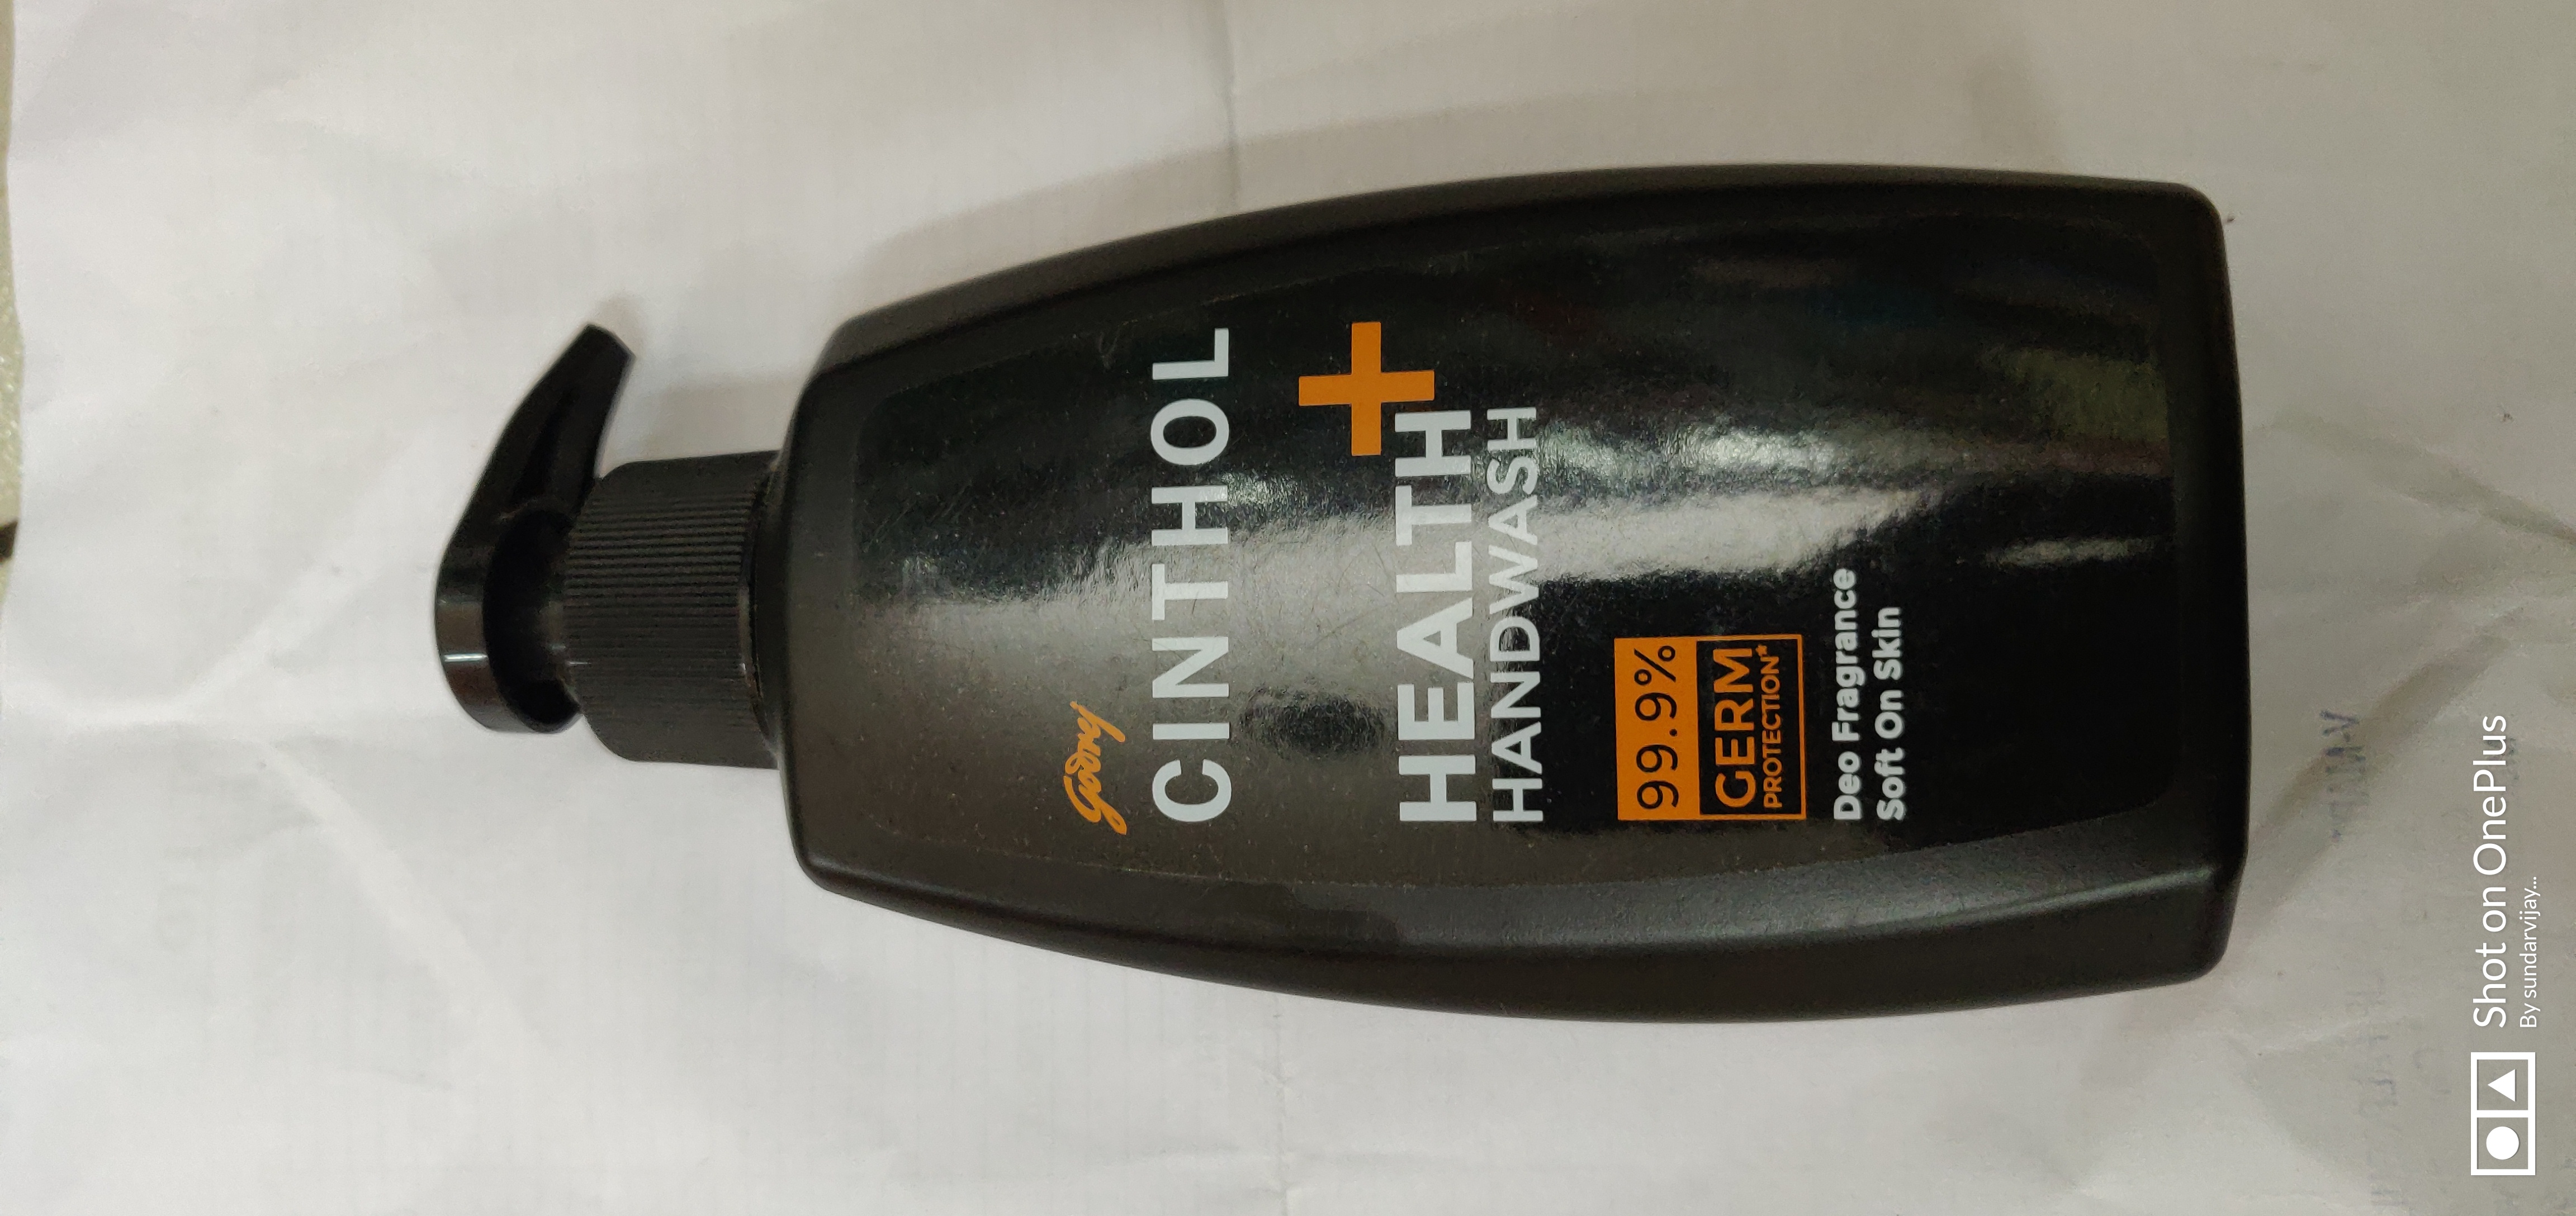 Godrej
CINTHOL
HEALTH+
HANDWASH
99.9%
GERM
PROTECTION*
Deo Fragrance
Soft On Skin
Shot on OnePlus
By sundarvijay...